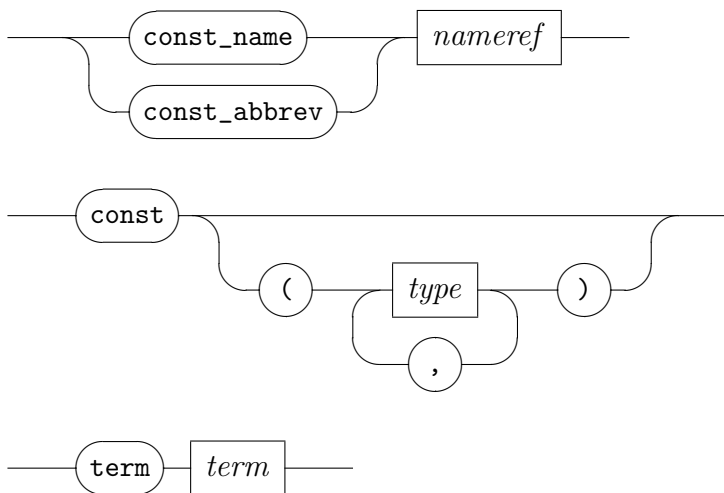 const_name nameref
const_abbrev
const
( type )
,
term term